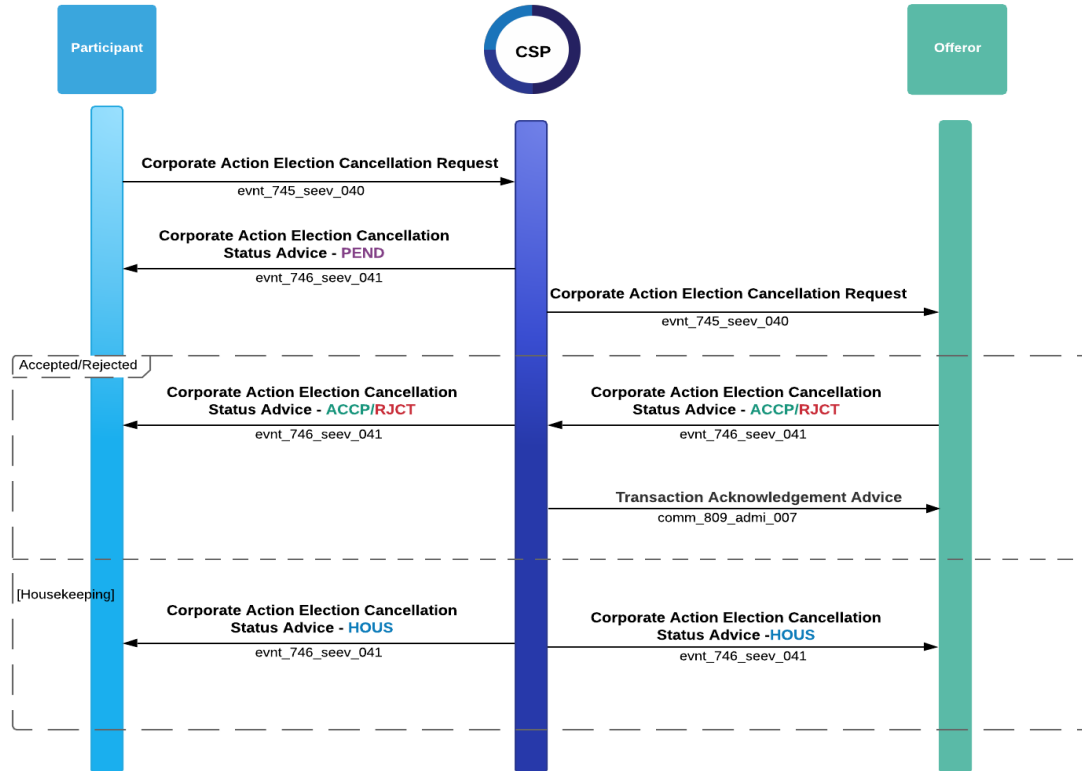 Participant
CSP
Offeror
Corporate Action Election Cancellation Request
evnt_745_seev_040
Corporate Action Election Cancellation
Status Advice - PEND
evnt_746_seev_041
Corporate Action Election Cancellation Request
evnt_745_seev_040
Accepted/Rejected
Corporate Action Election Cancellation
Status Advice - ACCP/RJCT
evnt_746_seev_041
Corporate Action Election Cancellation
Status Advice - ACCP/RJCT
evnt_746_seev_041
Transaction Acknowledgement Advice
comm_809_admi_007
[Housekeeping]
Corporate Action Election Cancellation
Status Advice - HOUS
evnt_746_seev_041
Corporate Action Election Cancellation
Status Advice -HOUS
evnt_746_seev_041